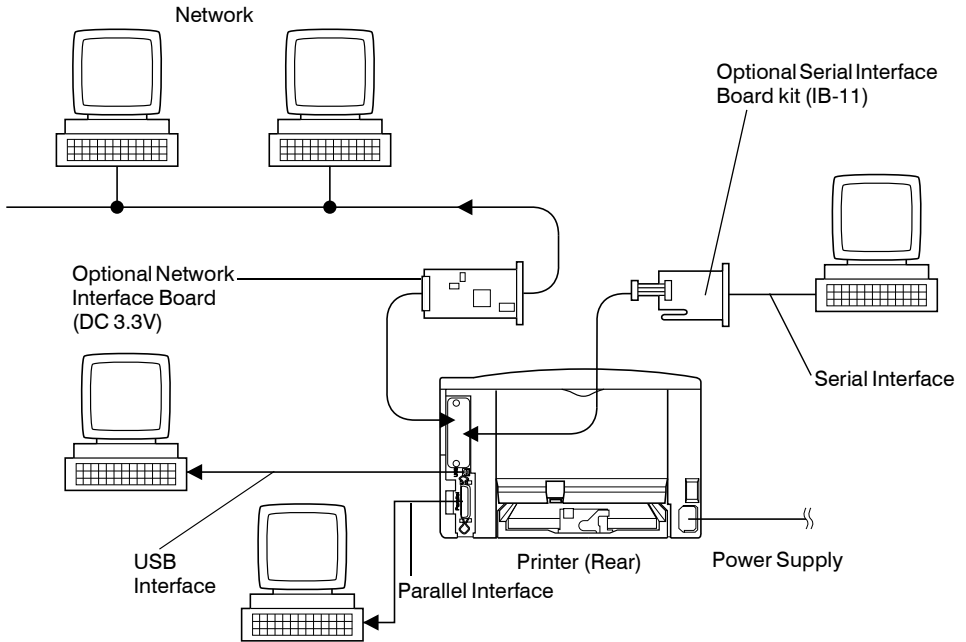 Network
Optional Serial Interface
Board kit (IB-11)
Optional Network
Interface Board
(DC 3.3V)
Serial Interface
USB
Interface
Parallel Interface
Printer (Rear)
Power Supply